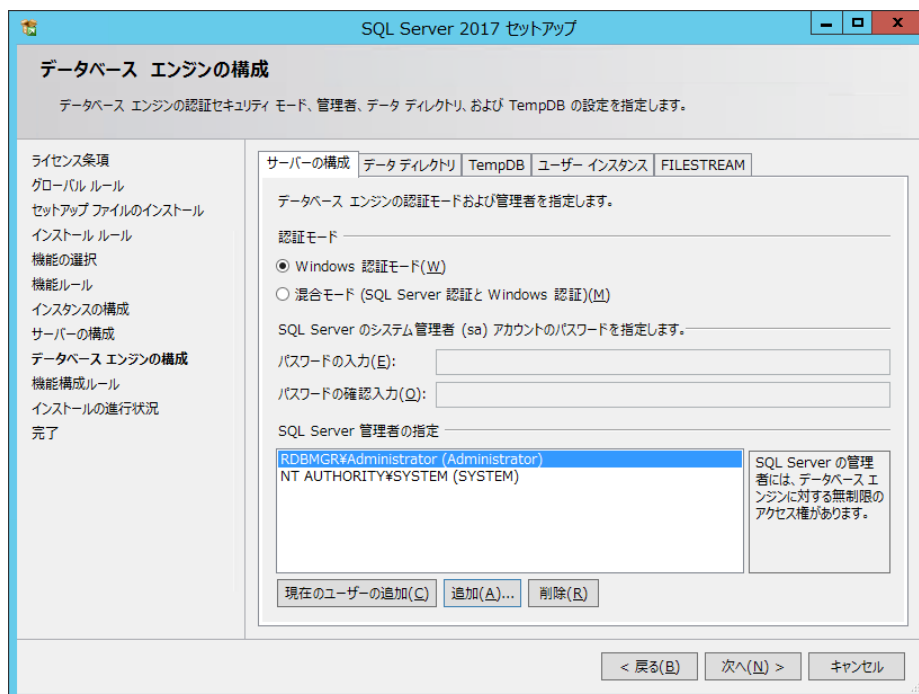 SQL Server 2017 セットアップ
データベース エンジンの構成
データベース エンジンの認証セキュリティ モード、管理者、データ ディレクトリ、および TempDB の設定を指定します。
ライセンス条項
グローバル ルール
セットアップ ファイルのインストール
インストール ルール
機能の選択
機能ルール
インスタンスの構成
サーバーの構成
データベース エンジンの構成
機能構成ルール
インストールの進行状況
完了
サーバーの構成 データ ディレクトリ TempDB ユーザー インスタンス FILESTREAM
データベース エンジンの認証モードおよび管理者を指定します。
認証モード
Windows 認証モード(W)
混合モード (SQL Server 認証と Windows 認証)(M)
SQL Server のシステム管理者 (sa) アカウントのパスワードを指定します。
パスワードの入力(E):
パスワードの確認入力(O):
SQL Server 管理者の指定
RDBMGR¥Administrator (Administrator)
NT AUTHORITY¥SYSTEM (SYSTEM)
SQL Server の管理
者には、データベース エ
ンジンに対する無制限の
アクセス権があります。
現在のユーザーの追加(C) 追加(A)... 削除(R)
< 戻る(B) 次へ(N) > キャンセル